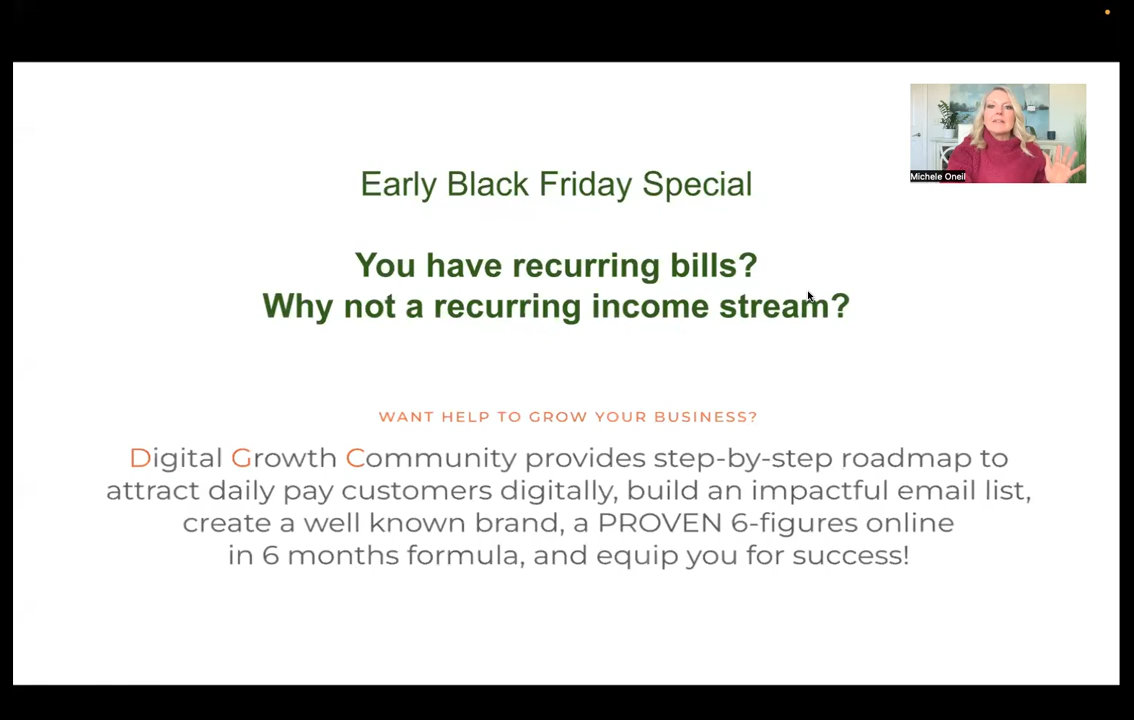 Michele Oneil
Early Black Friday Special
You have recurring bills?
Why not a recurring income stream?
WANT HELP TO GROW YOUR BUSINESS?
Digital Growth Community provides step-by-step roadmap to
attract daily pay customers digitally, build an impactful email list,
create a well known brand, a PROVEN 6-figures online
in 6 months formula, and equip you for success!